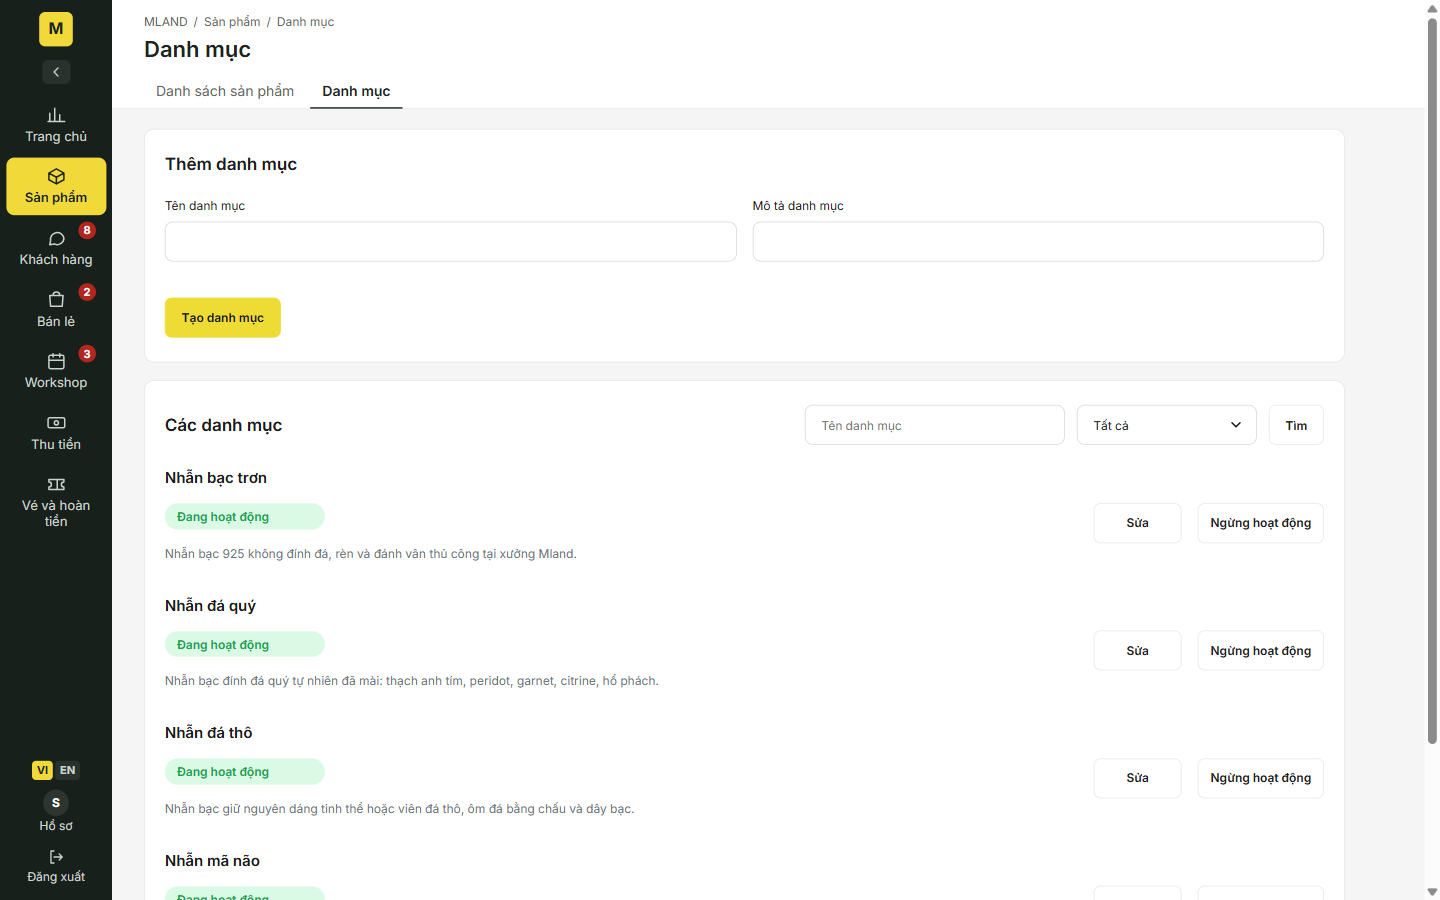 M
MLAND / Sản phẩm / Danh mục
Danh mục
Danh sách sản phẩm
Danh mục
Trang chủ
Sản phẩm
8
Khách hàng
2
Bán lẻ
3
Workshop
Thu tiền
Vé và hoàn
tiền
VI EN
S
Hồ sơ
Đăng xuất
Thêm danh mục
Tên danh mục
Mô tả danh mục
Tạo danh mục
Các danh mục
Tên danh mục
Tất cả
Tìm
Nhẫn bạc trơn
Đang hoạt động
Sửa
Ngừng hoạt động
Nhẫn bạc 925 không đính đá, rèn và đánh vân thủ công tại xưởng Mland.
Nhẫn đá quý
Đang hoạt động
Sửa
Ngừng hoạt động
Nhẫn bạc đính đá quý tự nhiên đã mài: thạch anh tím, peridot, garnet, citrine, hổ phách.
Nhẫn đá thô
Đang hoạt động
Sửa
Ngừng hoạt động
Nhẫn bạc giữ nguyên dáng tinh thể hoặc viên đá thô, ôm đá bằng chấu và dây bạc.
Nhẫn mã não
Đang hoạt động